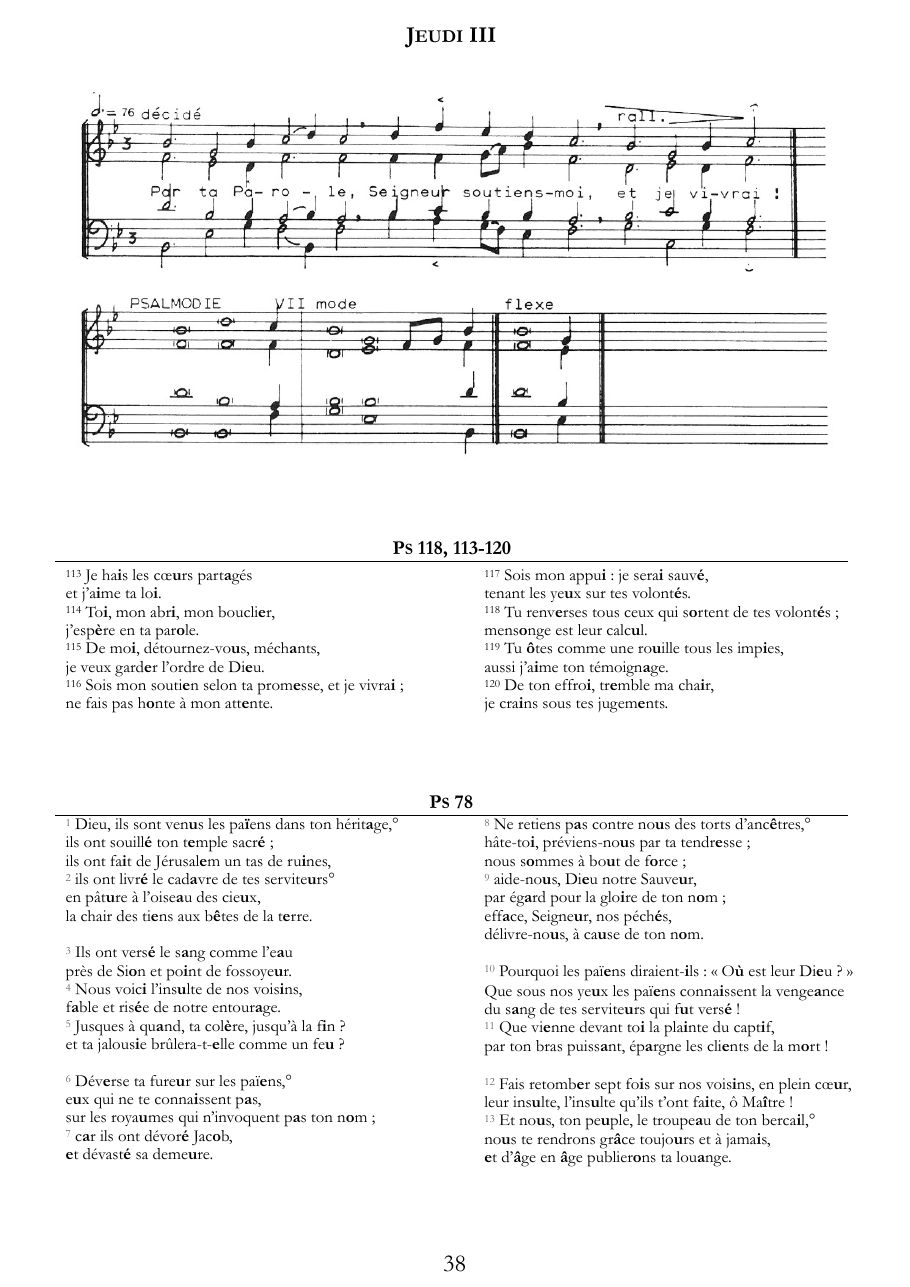 JEUDI III
= 76 décidé
rall.
3
Par ta Pa-ro - le, Seigneur soutiens-moi, et je vi-vrai !
3
PSALMODIE VII mode flexe
PS 118, 113-120
113 Je hais les cœurs partagés
et j’aime ta loi.
114 Toi, mon abri, mon bouclier,
j’espère en ta parole.
115 De moi, détournez-vous, méchants,
je veux garder l’ordre de Dieu.
116 Sois mon soutien selon ta promesse, et je vivrai ;
ne fais pas honte à mon attente.
117 Sois mon appui : je serai sauvé,
tenant les yeux sur tes volontés.
118 Tu renverses tous ceux qui sortent de tes volontés ;
mensonge est leur calcul.
119 Tu ôtes comme une rouille tous les impies,
aussi j’aime ton témoignage.
120 De ton effroi, tremble ma chair,
je crains sous tes jugements.
PS 78
1 Dieu, ils sont venus les païens dans ton héritage,°
ils ont souillé ton temple sacré ;
ils ont fait de Jérusalem un tas de ruines,
2 ils ont livré le cadavre de tes serviteurs°
en pâture à l’oiseau des cieux,
la chair des tiens aux bêtes de la terre.
3 Ils ont versé le sang comme l’eau
près de Sion et point de fossoyeur.
4 Nous voici l’insulte de nos voisins,
fable et risée de notre entourage.
5 Jusques à quand, ta colère, jusqu’à la fin ?
et ta jalousie brûlera-t-elle comme un feu ?
6 Déverse ta fureur sur les païens,°
eux qui ne te connaissent pas,
sur les royaumes qui n’invoquent pas ton nom ;
7 car ils ont dévoré Jacob,
et dévasté sa demeure.
8 Ne retiens pas contre nous des torts d’ancêtres,°
hâte-toi, préviens-nous par ta tendresse ;
nous sommes à bout de force ;
9 aide-nous, Dieu notre Sauveur,
par égard pour la gloire de ton nom ;
efface, Seigneur, nos péchés,
délivre-nous, à cause de ton nom.
10 Pourquoi les païens diraient-ils : « Où est leur Dieu ? »
Que sous nos yeux les païens connaissent la vengeance
du sang de tes serviteurs qui fut versé !
11 Que vienne devant toi la plainte du captif,
par ton bras puissant, épargne les clients de la mort !
12 Fais retomber sept fois sur nos voisins, en plein cœur,
leur insulte, l’insulte qu’ils t’ont faite, ô Maître !
13 Et nous, ton peuple, le troupeau de ton bercail,°
nous te rendrons grâce toujours et à jamais,
et d’âge en âge publierons ta louange.
38